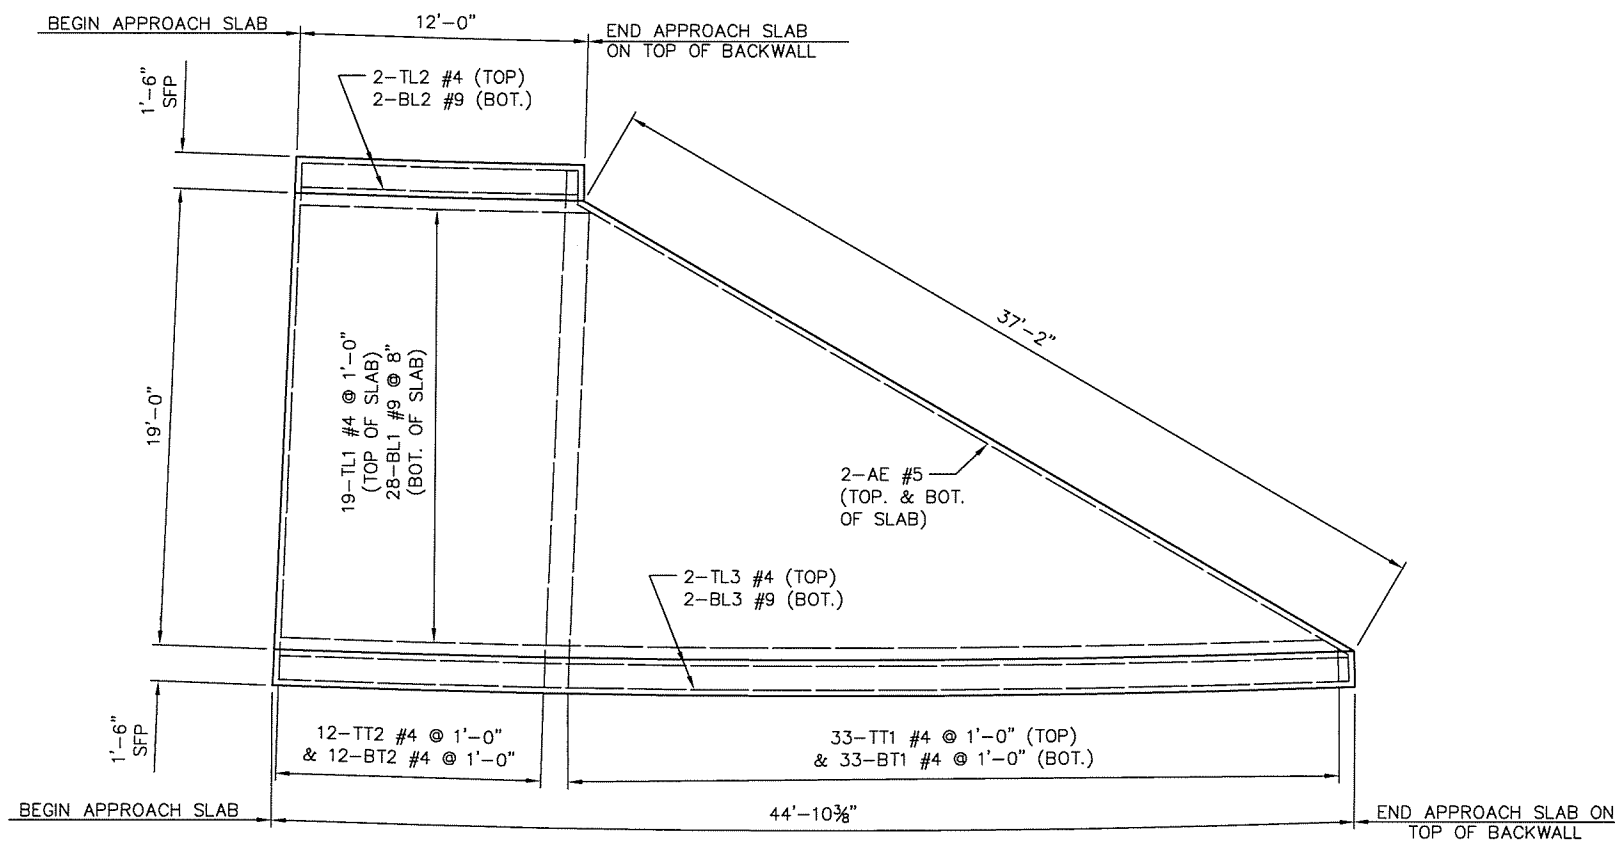 BEGIN APPROACH SLAB
12'-0"
END APPROACH SLAB
ON TOP OF BACKWALL
1'-6"
SFP
2-TL2 #4 (TOP)
2-BL2 #9 (BOT.)
37'-2"
19'-0"
19-TL1 #4 @ 1'-0"
(TOP OF SLAB)
28-BL1 #9 @ 8"
(BOT. OF SLAB)
2-AE #5
(TOP. & BOT.
OF SLAB)
2-TL3 #4 (TOP)
2-BL3 #9 (BOT.)
1'-6"
SFP
12-TT2 #4 @ 1'-0"
& 12-BT2 #4 @ 1'-0"
33-TT1 #4 @ 1'-0" (TOP)
& 33-BT1 #4 @ 1'-0" (BOT.)
BEGIN APPROACH SLAB
44'-10⅜"
END APPROACH SLAB ON
TOP OF BACKWALL